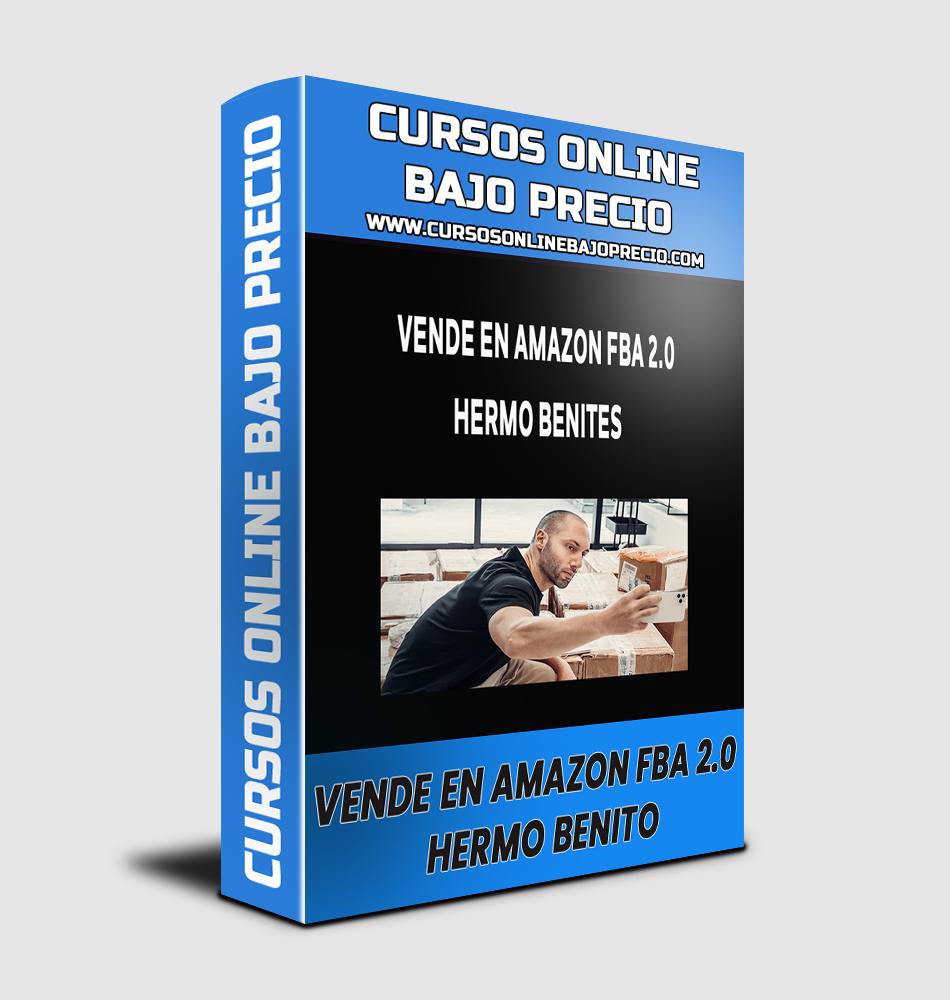 CURSOS ONLINE BAJO PRECIO
CURSOS ONLINE
BAJO PRECIO
WWW.CURSOSONLINEBAJOPRECIO.COM
VENDE EN AMAZON FBA 2.0
HERMO BENITES
VENDE EN AMAZON FBA 2.0
HERMO BENITO